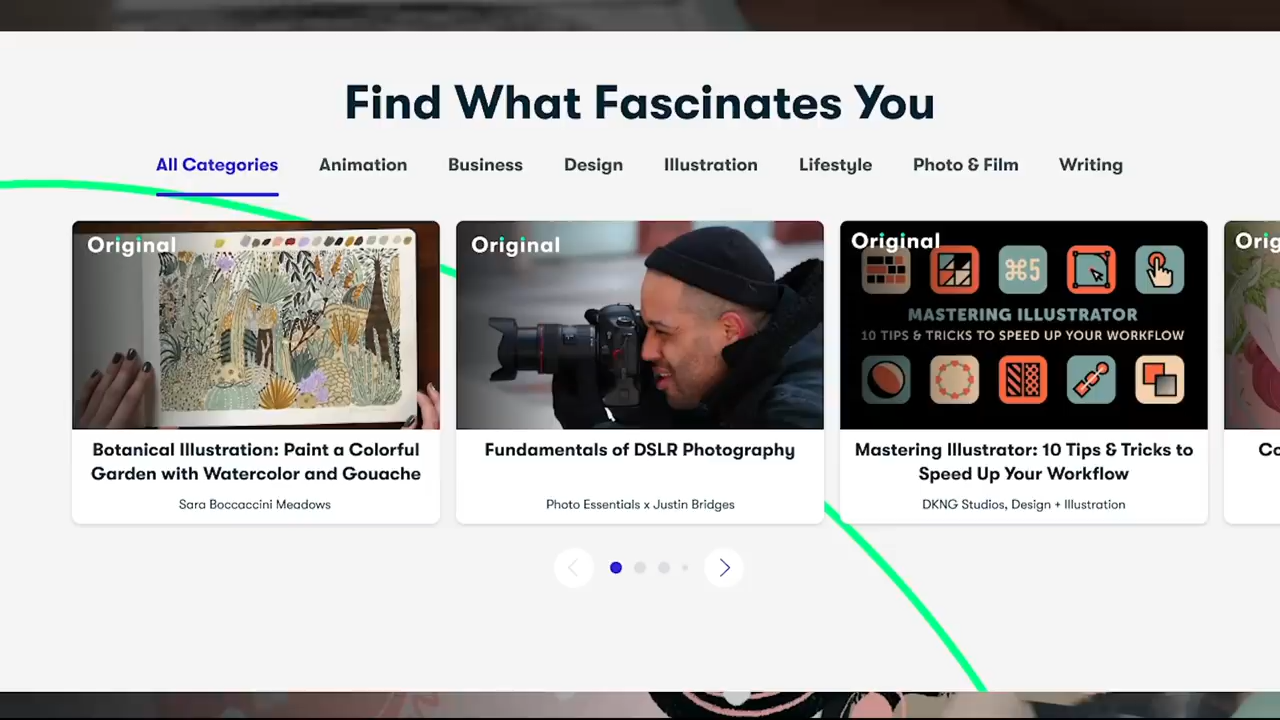 Find What Fascinates You
All Categories Animation Business Design Illustration Lifestyle Photo & Film Writing
Original
Original
Original
⌘5
MASTERING ILLUSTRATOR
10 TIPS & TRICKS TO SPEED UP YOUR WORKFLOW
Orig
Botanical Illustration: Paint a Colorful
Garden with Watercolor and Gouache
Sara Boccaccini Meadows
Fundamentals of DSLR Photography
Photo Essentials x Justin Bridges
Mastering Illustrator: 10 Tips & Tricks to
Speed Up Your Workflow
DKNG Studios, Design + Illustration
Co